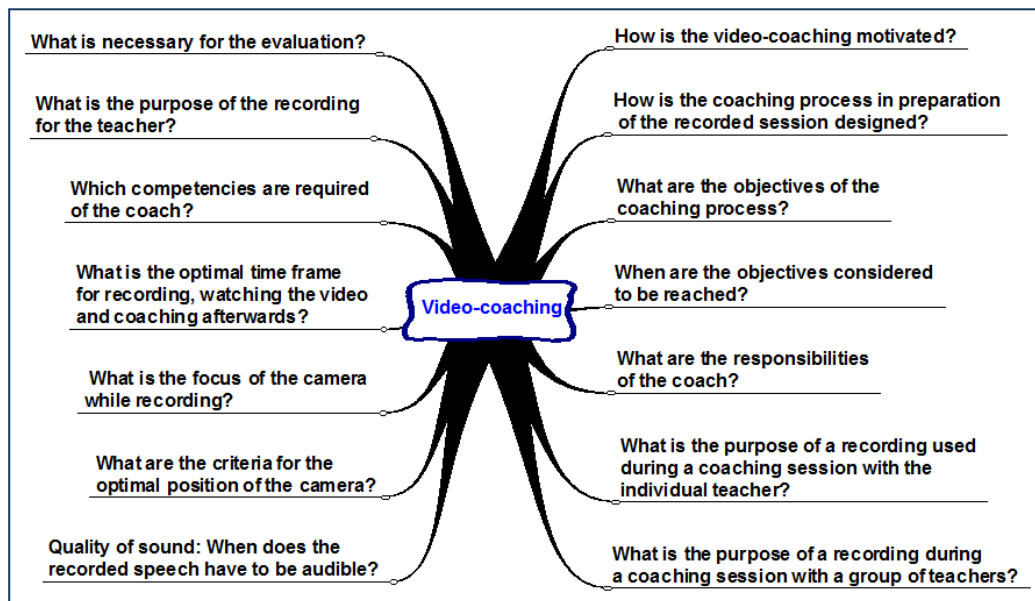 What is necessary for the evaluation?
What is the purpose of the recording
for the teacher?
Which competencies are required
of the coach?
What is the optimal time frame
for recording, watching the video
and coaching afterwards?
What is the focus of the camera
while recording?
What are the criteria for the
optimal position of the camera?
Quality of sound: When does the
recorded speech have to be audible?
Video-coaching
How is the video-coaching motivated?
How is the coaching process in preparation
of the recorded session designed?
What are the objectives of the
coaching process?
When are the objectives considered
to be reached?
What are the responsibilities
of the coach?
What is the purpose of a recording used
during a coaching session with the
individual teacher?
What is the purpose of a recording during
a coaching session with a group of teachers?